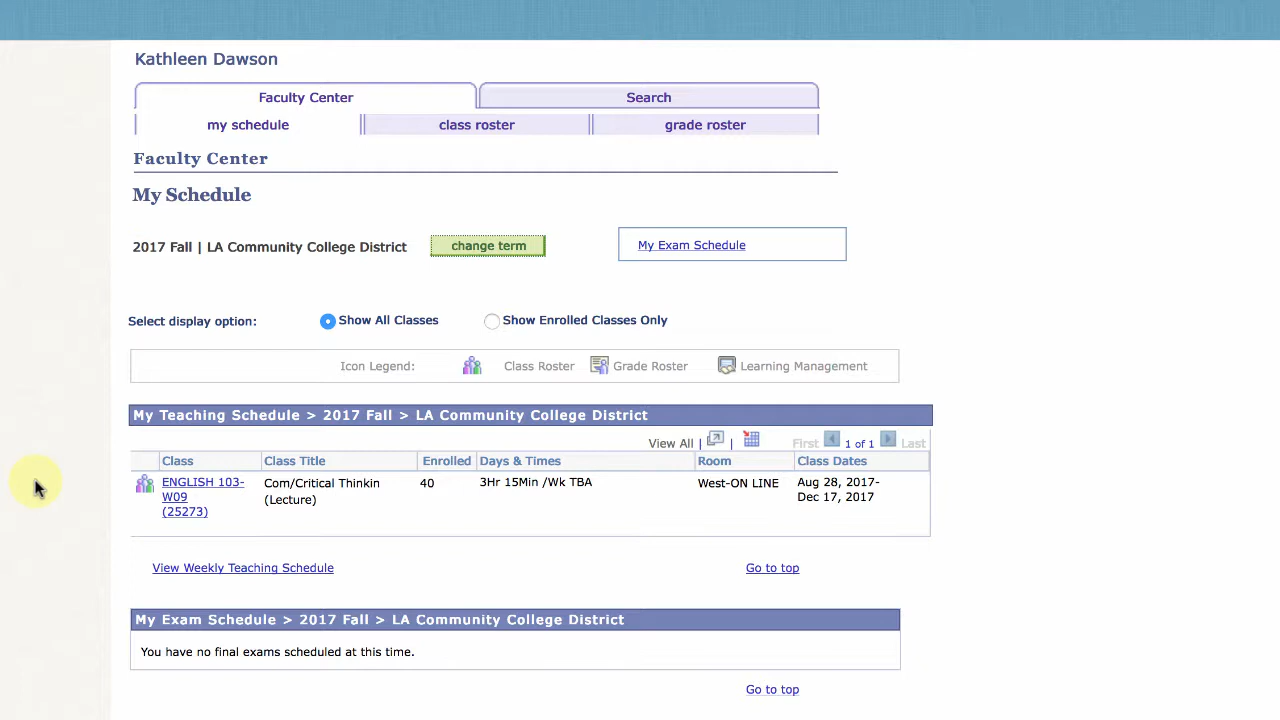 Kathleen Dawson
Faculty Center
Search
my schedule
class roster
grade roster
Faculty Center
My Schedule
2017 Fall | LA Community College District
change term
My Exam Schedule
Select display option:
Show All Classes
Show Enrolled Classes Only
Icon Legend:
Class Roster
Grade Roster
Learning Management
My Teaching Schedule > 2017 Fall > LA Community College District
View All | | First 1 of 1 Last
Class
Class Title
Enrolled
Days & Times
Room
Class Dates
ENGLISH 103-
W09
(25273)
Com/Critical Thinkin
(Lecture)
40
3Hr 15Min /Wk TBA
West-ON LINE
Aug 28, 2017-
Dec 17, 2017
View Weekly Teaching Schedule
Go to top
My Exam Schedule > 2017 Fall > LA Community College District
You have no final exams scheduled at this time.
Go to top